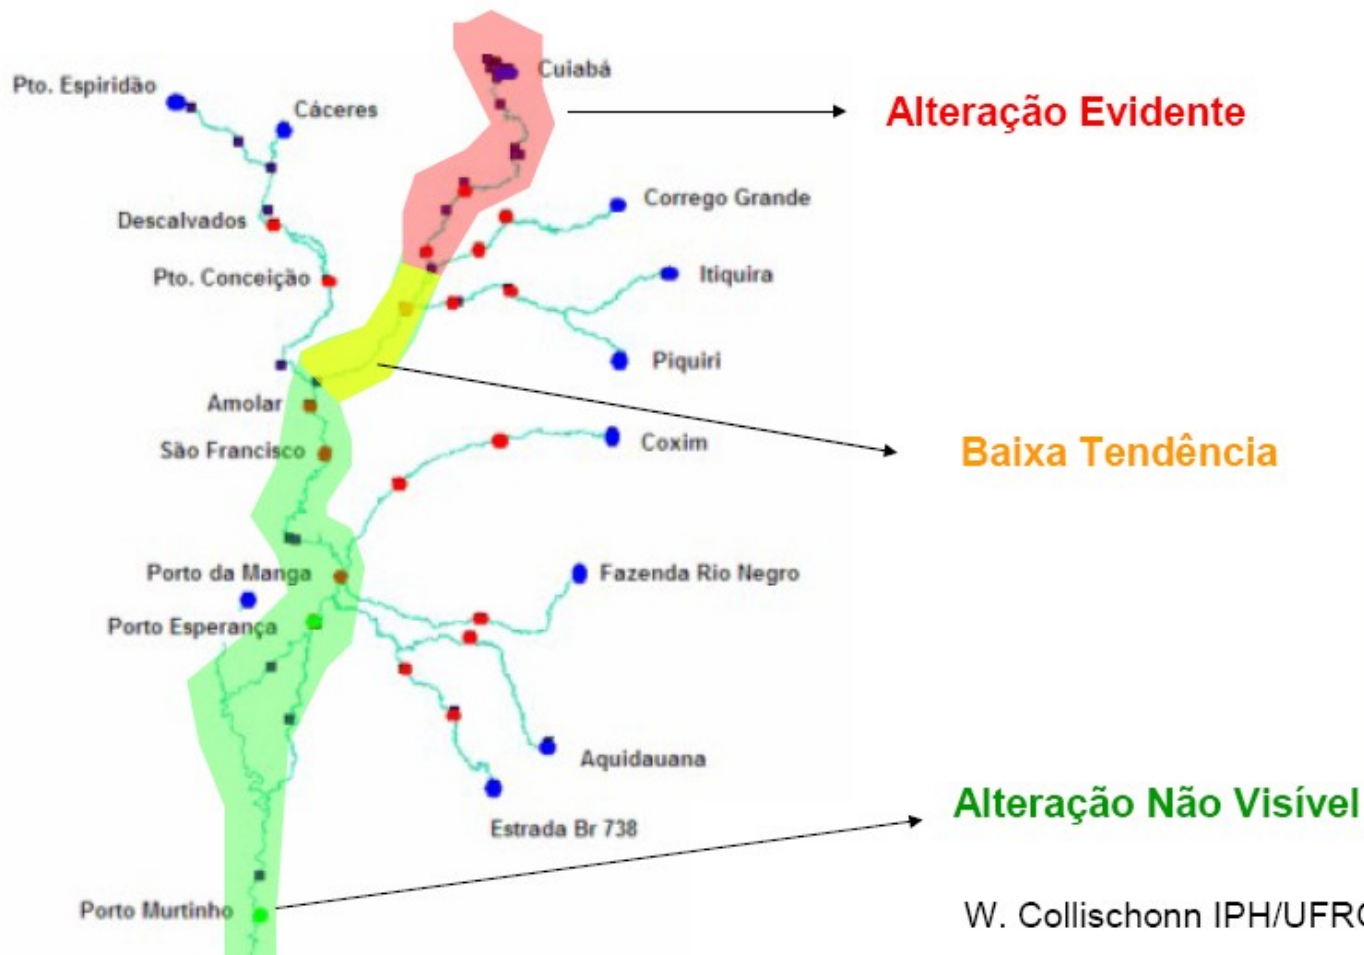 Cuiabá
Pto. Espiridão
Cáceres
Alteração Evidente
Corrego Grande
Descalvados
Pto. Conceição
Itiquira
Piquiri
Amolar
São Francisco
Coxim
Baixa Tendência
Porto da Manga
Fazenda Rio Negro
Porto Esperança
Aquidauana
Estrada Br 738
Alteração Não Visível
Porto Murtinho
W. Collischonn IPH/UFRG